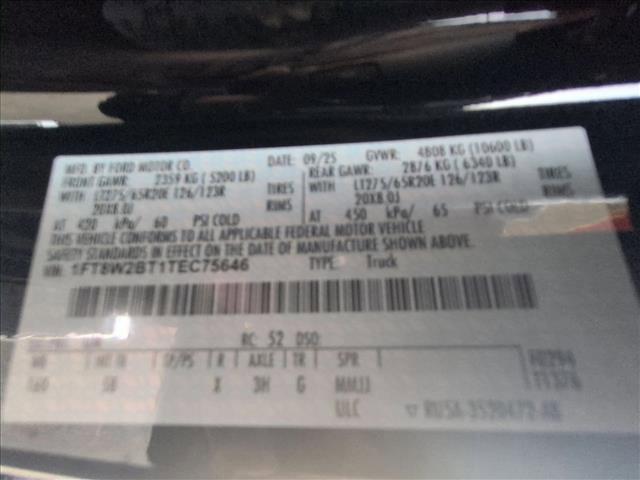 MFD. BY FORD MOTOR CO. DATE: 09/25 GVWR: 4808 KG (10600 LB)
FRONT GAWR: 2359 KG (5200 LB) REAR GAWR: 2876 KG (6340 LB)
WITH LT275/65R20E 126/123R TIRES WITH LT275/65R20E 126/123R TIRES
20X8.0J RIMS 20X8.0J RIMS
AT 450 kPa/ 60 PSI COLD AT 450 kPa/ 65 PSI COLD
THIS VEHICLE CONFORMS TO ALL APPLICABLE FEDERAL MOTOR VEHICLE
SAFETY STANDARDS IN EFFECT ON THE DATE OF MANUFACTURE SHOWN ABOVE.
VIN: 1FT8W2BT1TEC75646 TYPE: Truck
RC: 52 DSO:
WB R AXLE TR SPR
160 X 3H G MMJJ
ULC